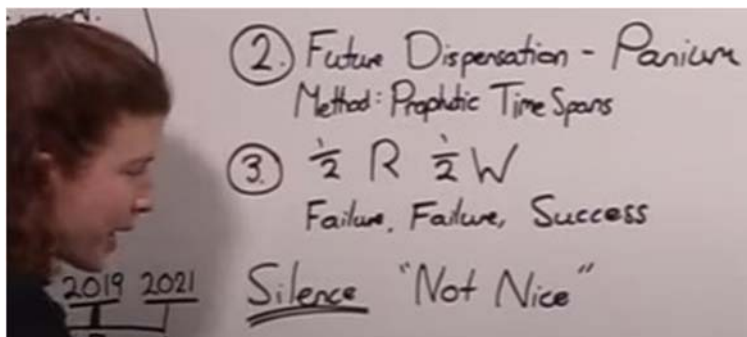 ② Future Dispensation - Panium
Method: Prophetic Time Spans
③ ½ R ½ W
Failure, Failure, Success
2019 2021
Silence "Not Nice"